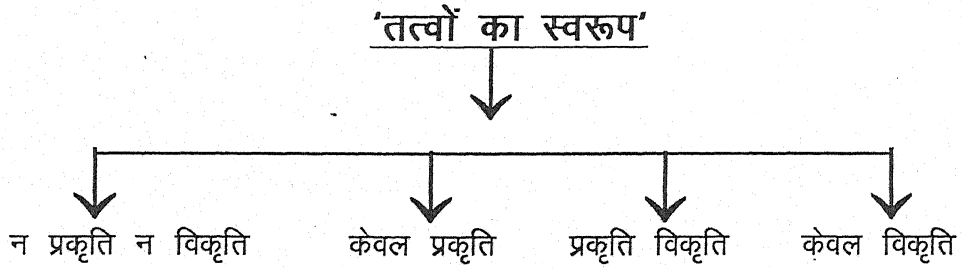 'तत्वों का स्वरूप'
न प्रकृति न विकृति केवल प्रकृति प्रकृति विकृति केवल विकृति